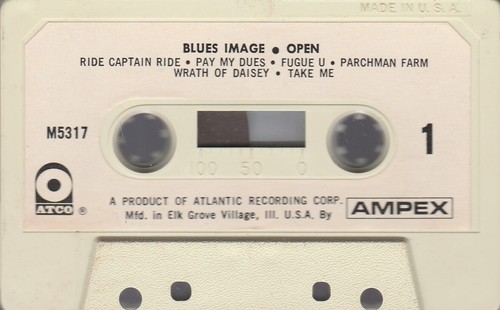 MADE IN U.S.A.
BLUES IMAGE • OPEN
RIDE CAPTAIN RIDE • PAY MY DUES • FUGUE U • PARCHMAN FARM
WRATH OF DAISEY • TAKE ME
M5317
1
100 50 0
ATCO ®
A PRODUCT OF ATLANTIC RECORDING CORP.
Mfd. in Elk Grove Village, Ill. U.S.A. By
AMPEX